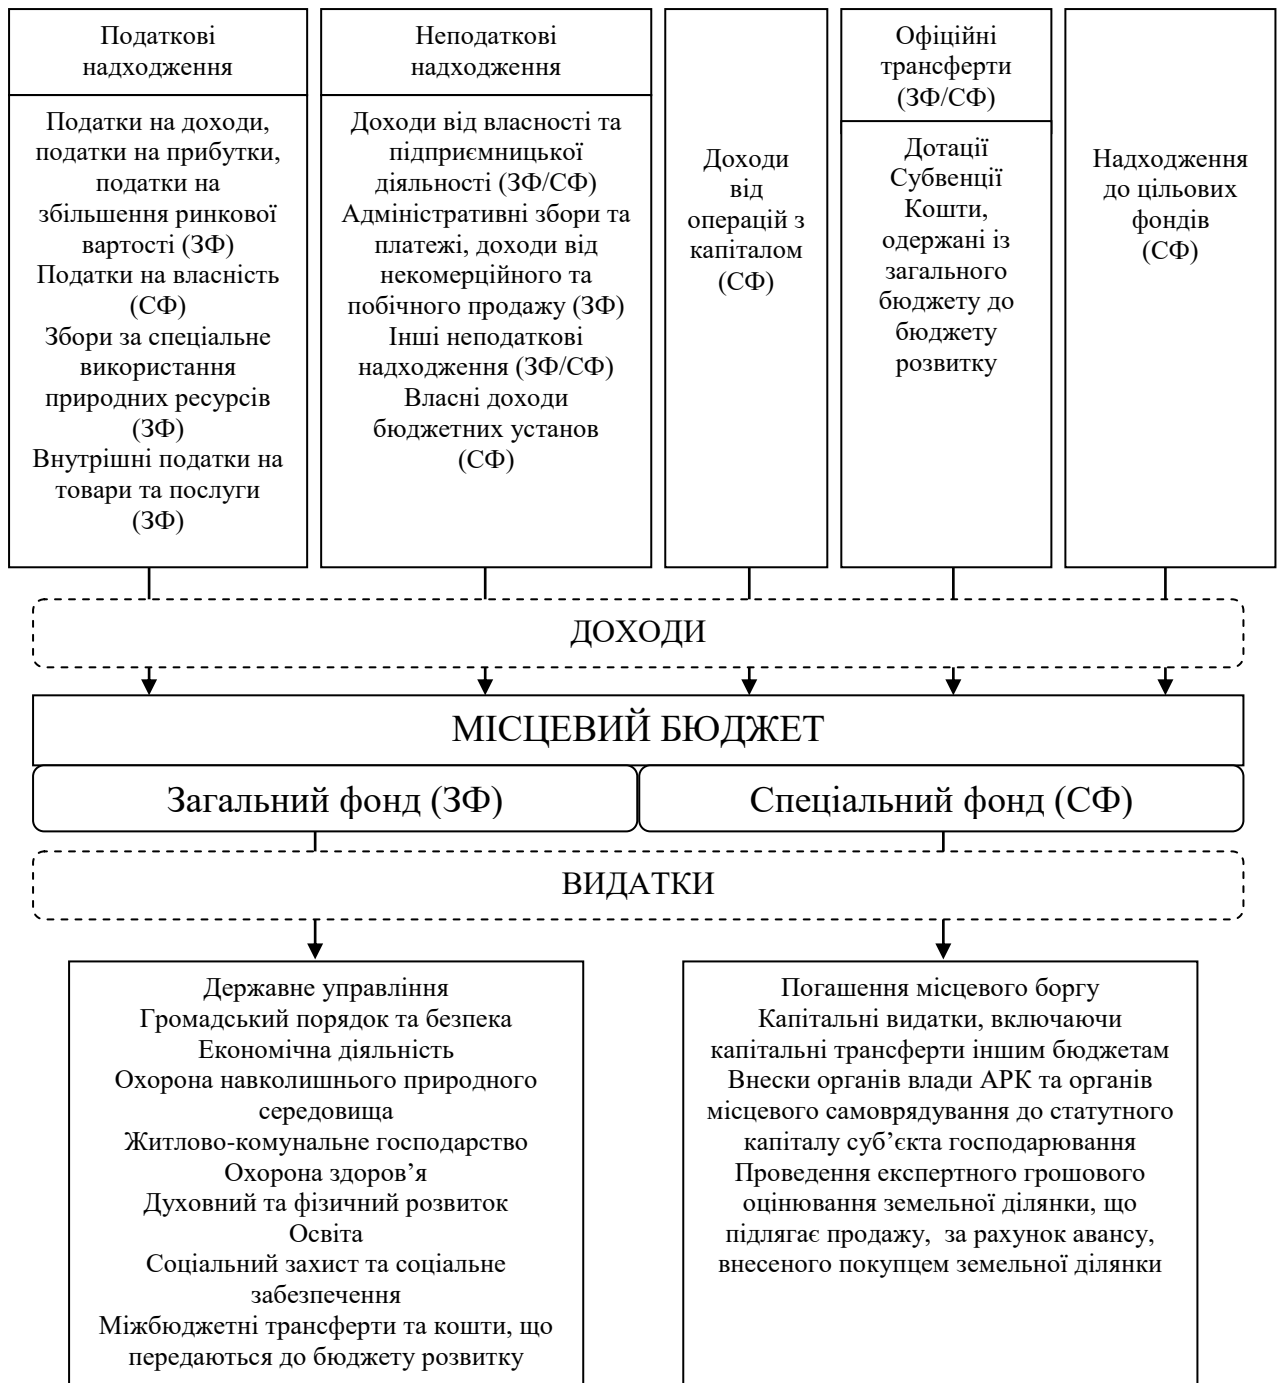 Податкові
надходження
Податки на доходи,
податки на прибутки,
податки на
збільшення ринкової
вартості (ЗФ)
Податки на власність
(СФ)
Збори за спеціальне
використання
природних ресурсів
(ЗФ)
Внутрішні податки на
товари та послуги
(ЗФ)
Неподаткові
надходження
Доходи від власності та
підприємницької
діяльності (ЗФ/СФ)
Адміністративні збори та
платежі, доходи від
некомерційного та
побічного продажу (ЗФ)
Інші неподаткові
надходження (ЗФ/СФ)
Власні доходи
бюджетних установ
(СФ)
Доходи
від
операцій з
капіталом
(СФ)
Офіційні
трансферти
(ЗФ/СФ)
Дотації
Субвенції
Кошти,
одержані із
загального
бюджету до
бюджету
розвитку
Надходження
до цільових
фондів
(СФ)
ДОХОДИ
МІСЦЕВИЙ БЮДЖЕТ
Загальний фонд (ЗФ)
Спеціальний фонд (СФ)
ВИДАТКИ
Державне управління
Громадський порядок та безпека
Економічна діяльність
Охорона навколишнього природного
середовища
Житлово-комунальне господарство
Охорона здоров’я
Духовний та фізичний розвиток
Освіта
Соціальний захист та соціальне
забезпечення
Міжбюджетні трансферти та кошти, що
передаються до бюджету розвитку
Погашення місцевого боргу
Капітальні видатки, включаючи
капітальні трансферти іншим бюджетам
Внески органів влади АРК та органів
місцевого самоврядування до статутного
капіталу суб’єкта господарювання
Проведення експертного грошового
оцінювання земельної ділянки, що
підлягає продажу,  за рахунок авансу,
внесеного покупцем земельної ділянки